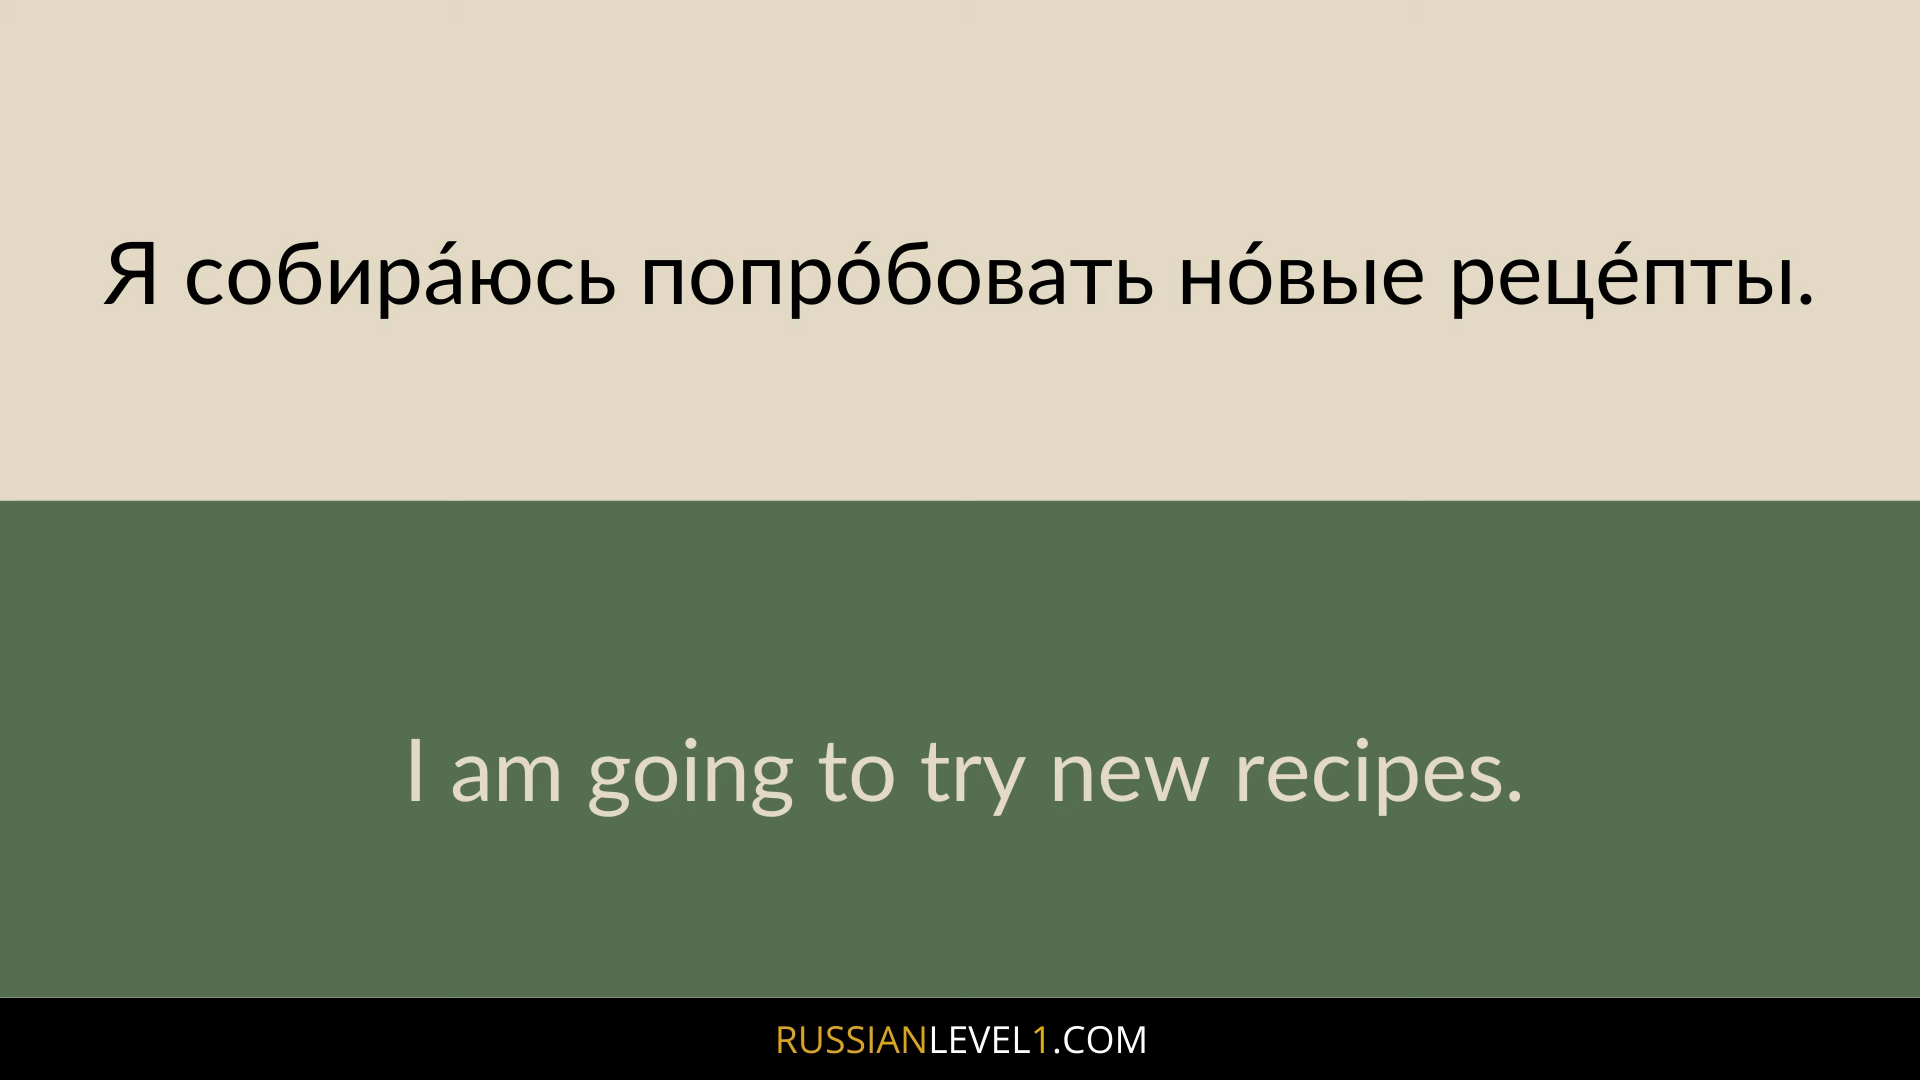 Я собира́юсь попро́бовать но́вые реце́пты.
I am going to try new recipes.
RUSSIANLEVEL1.COM